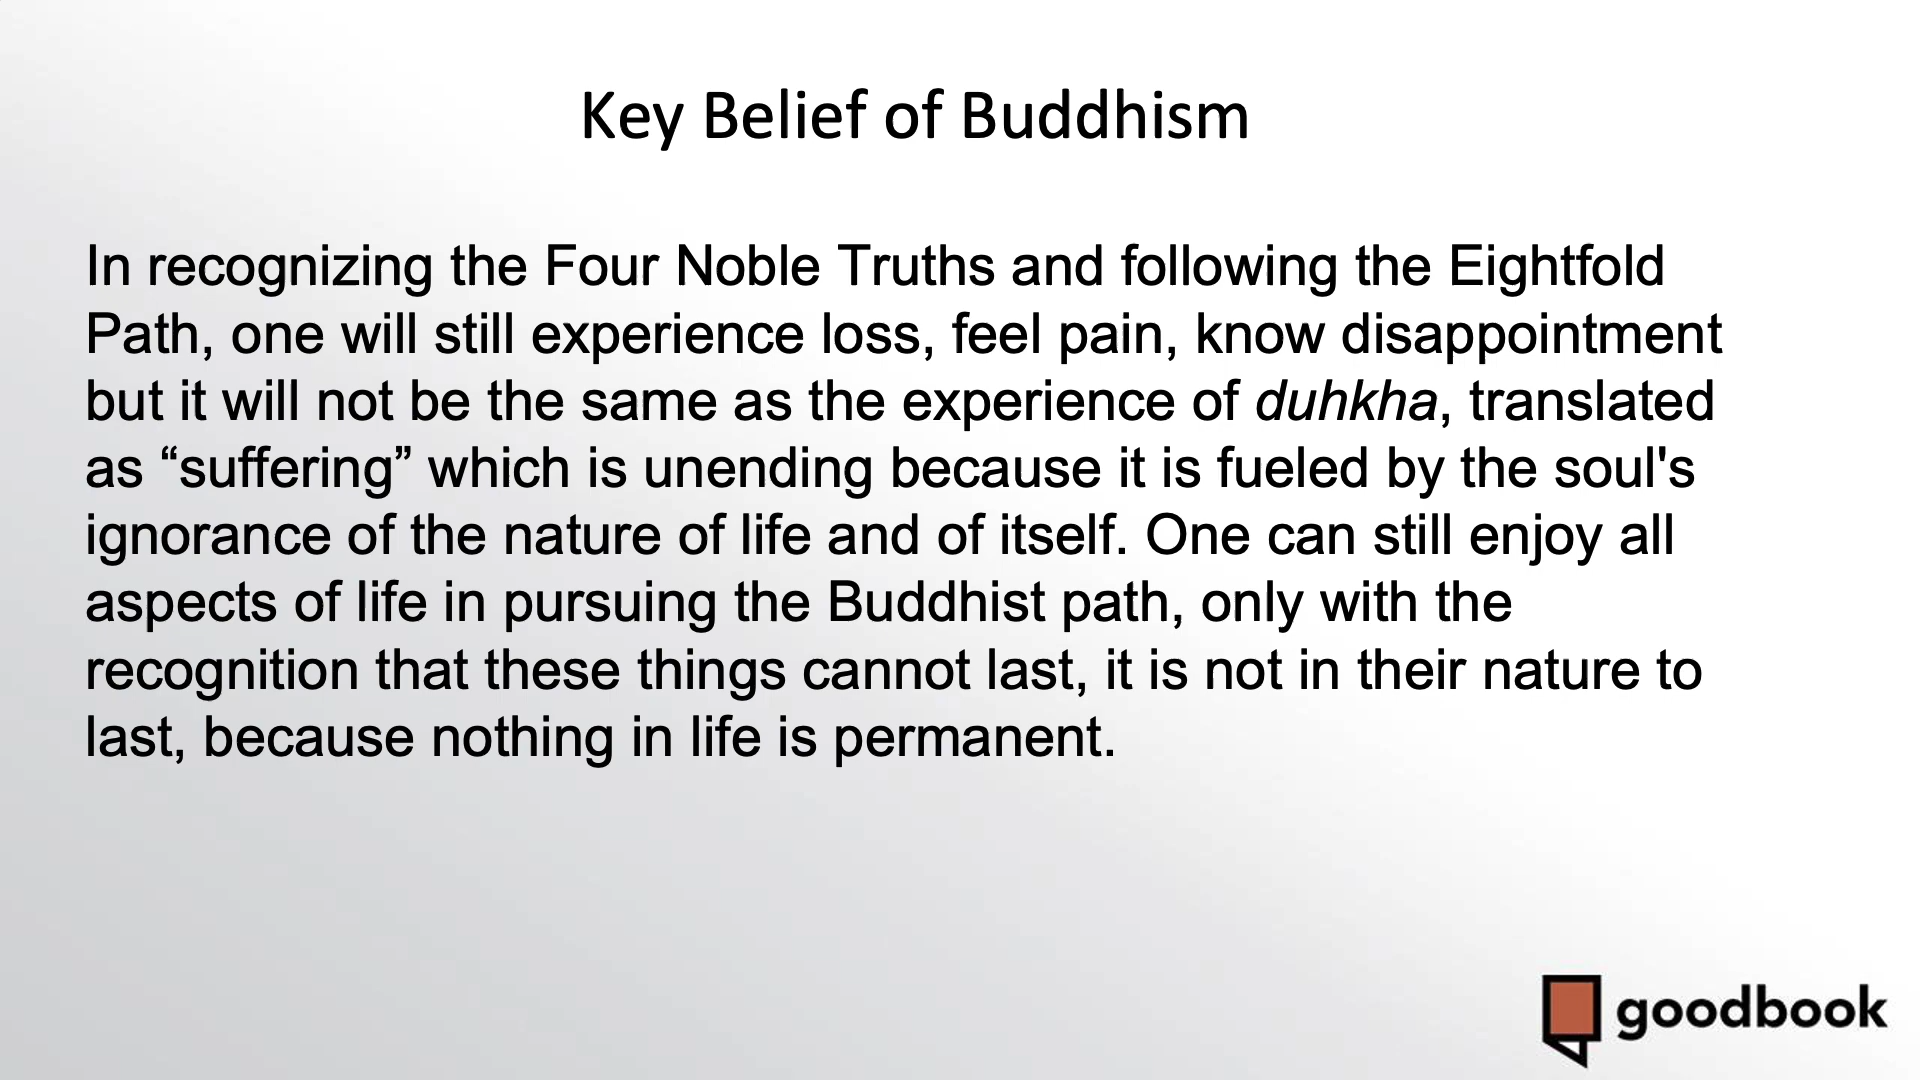 Key Belief of Buddhism
In recognizing the Four Noble Truths and following the Eightfold
Path, one will still experience loss, feel pain, know disappointment
but it will not be the same as the experience of duhkha, translated
as “suffering” which is unending because it is fueled by the soul's
ignorance of the nature of life and of itself. One can still enjoy all
aspects of life in pursuing the Buddhist path, only with the
recognition that these things cannot last, it is not in their nature to
last, because nothing in life is permanent.
goodbook